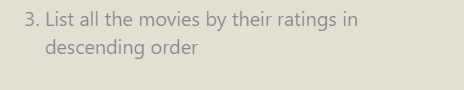 3. List all the movies by their ratings in
descending order